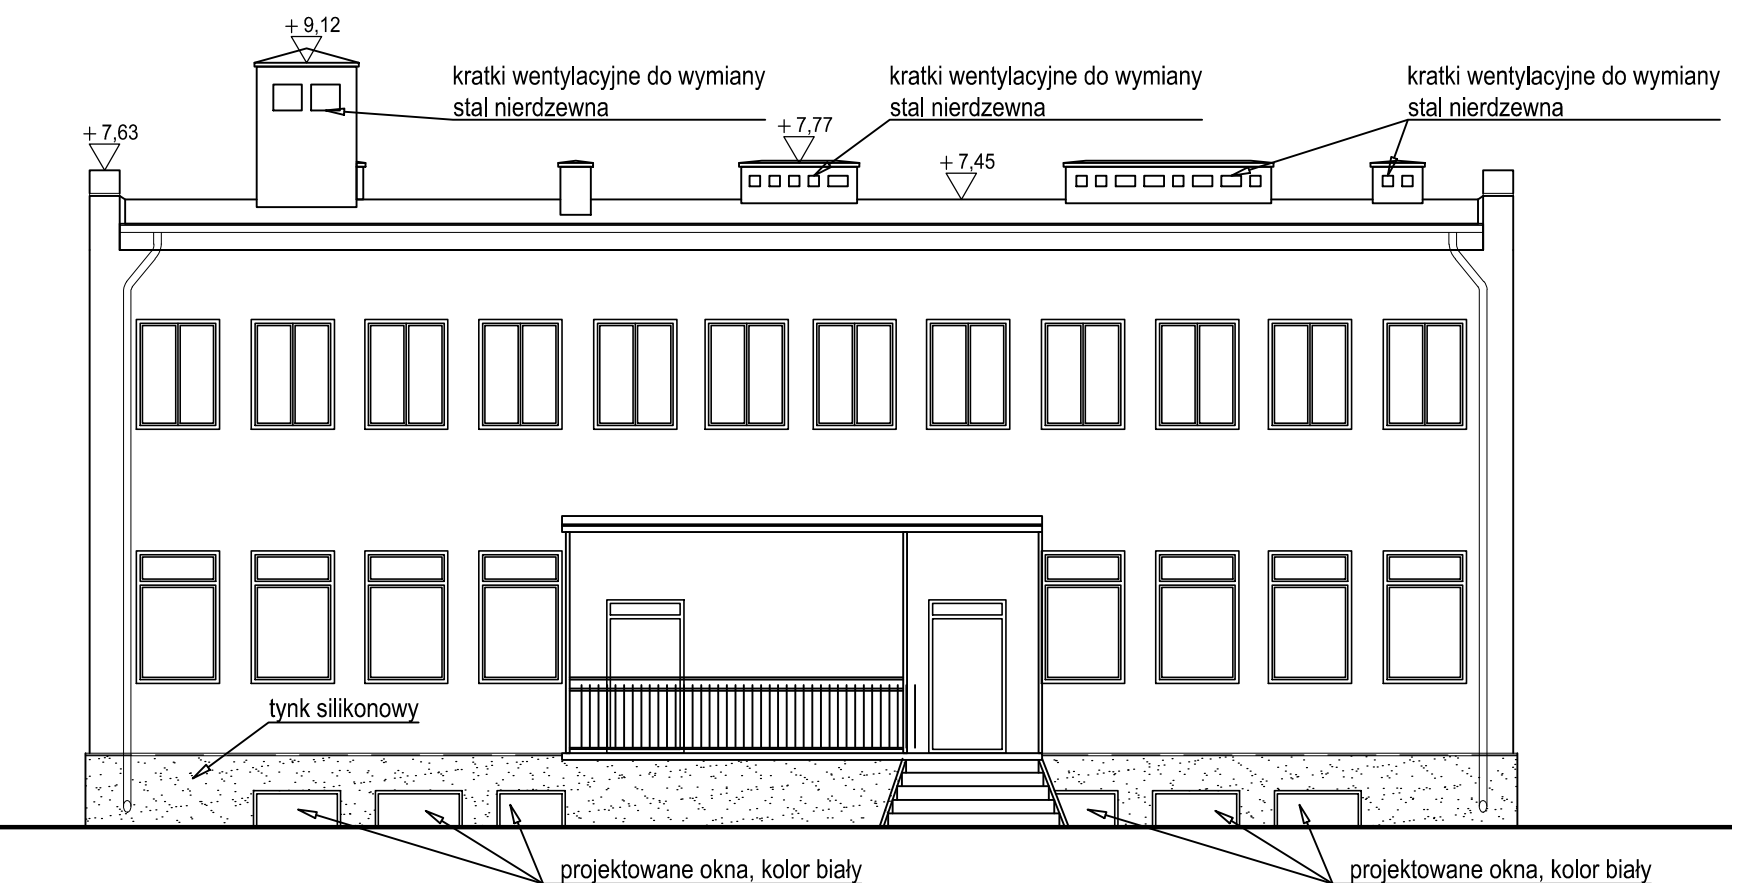 + 9,12
kratki wentylacyjne do wymiany
stal nierdzewna
kratki wentylacyjne do wymiany
stal nierdzewna
kratki wentylacyjne do wymiany
stal nierdzewna
+ 7,63
+ 7,77
+ 7,45
tynk silikonowy
projektowane okna, kolor biały
projektowane okna, kolor biały